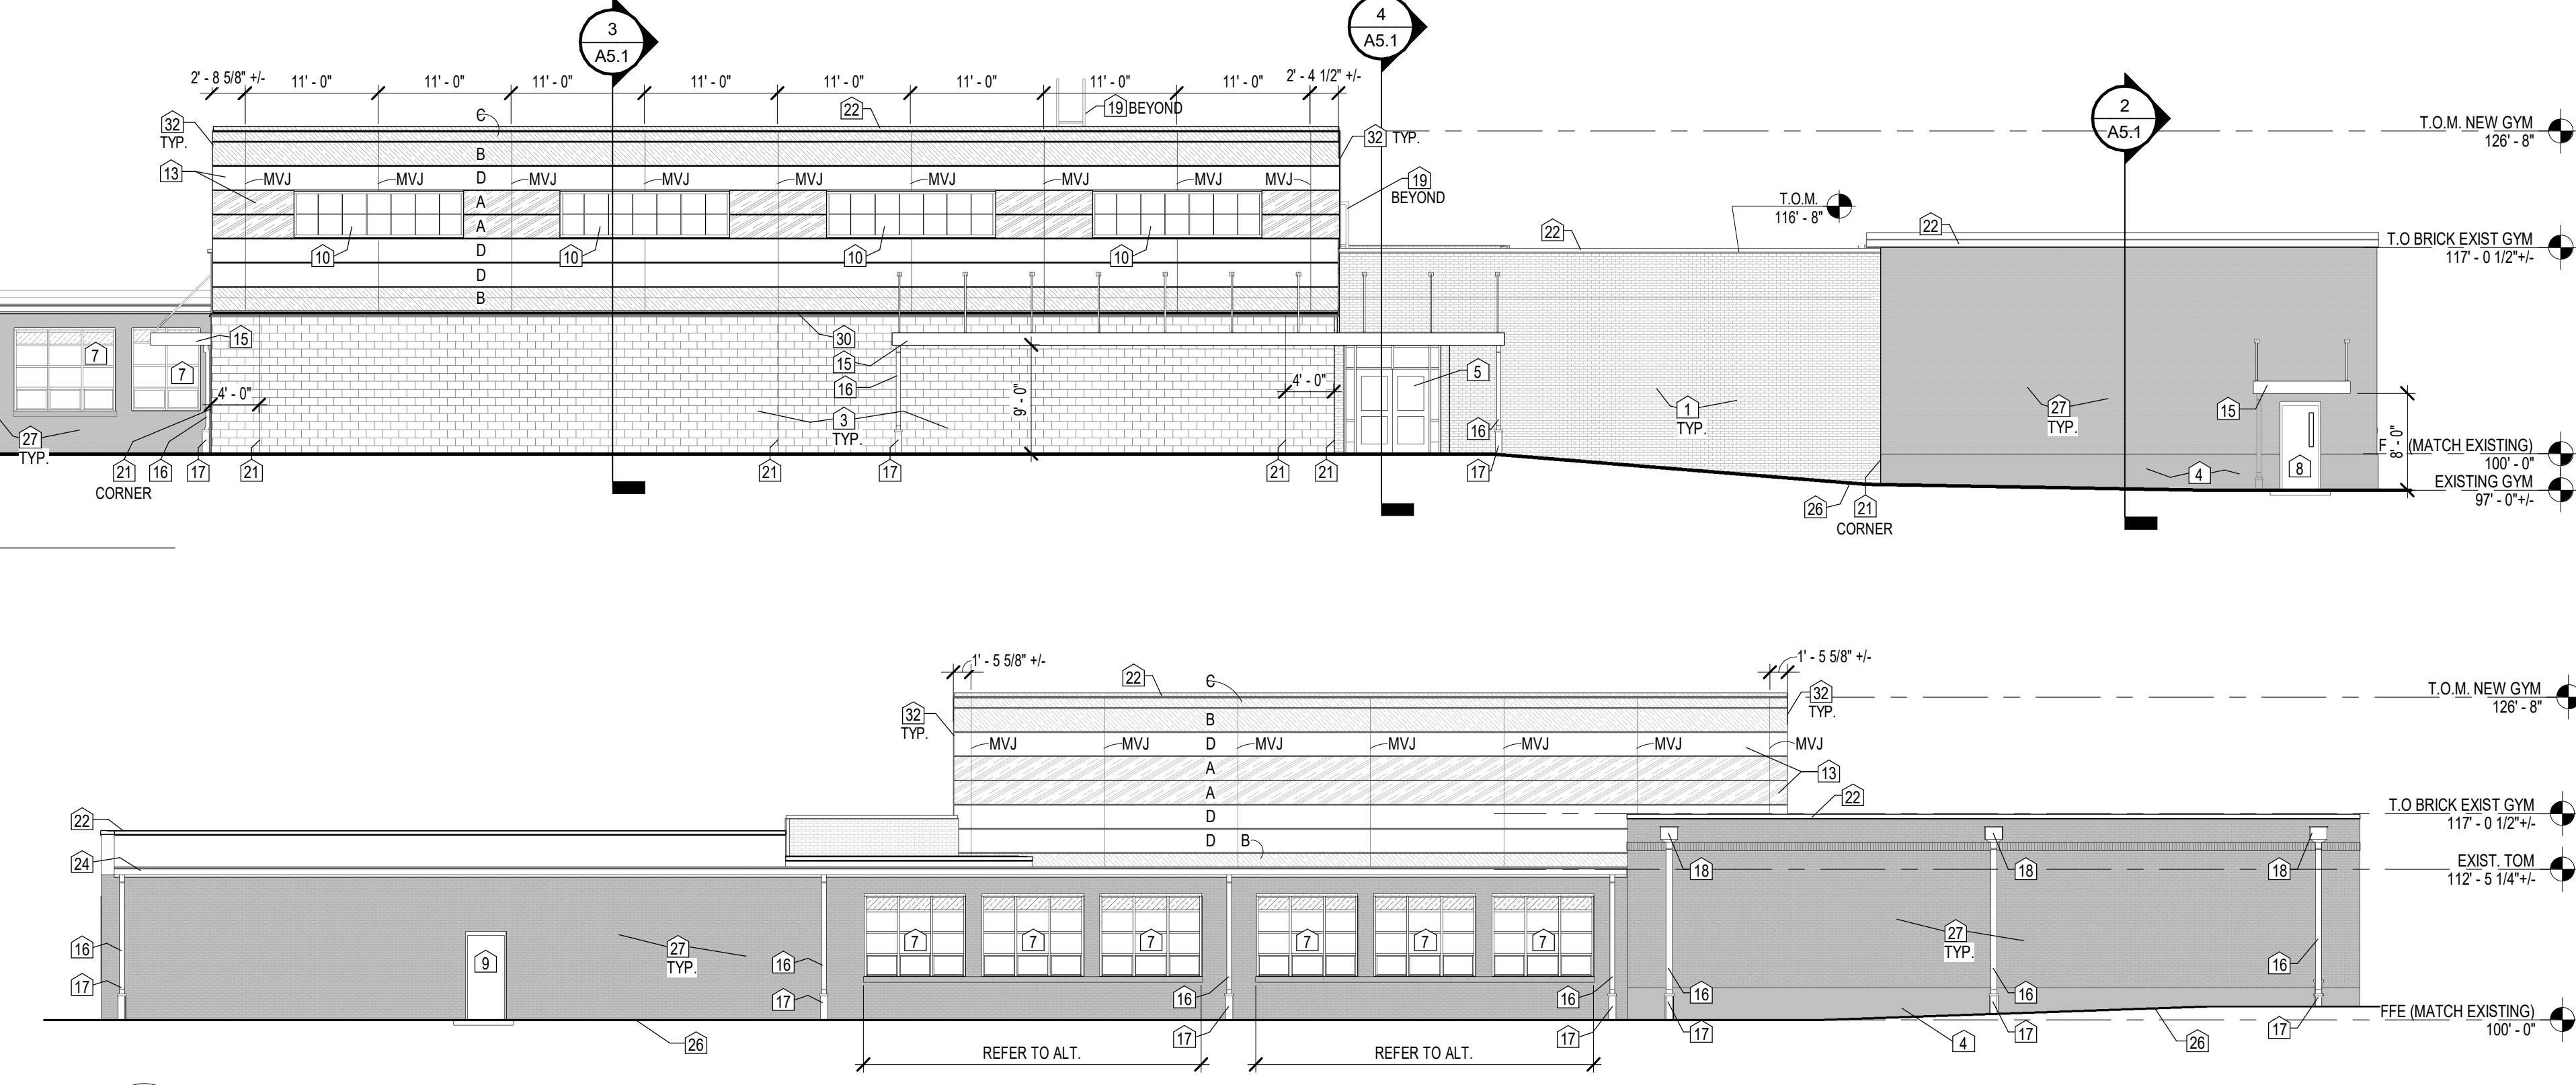 3
A5.1
4
A5.1
2' - 8 5/8" +/-
11' - 0"
11' - 0"
11' - 0"
11' - 0"
11' - 0"
11' - 0"
11' - 0"
11' - 0"
2' - 4 1/2" +/-
2
A5.1
19 BEYOND
22
C
32
TYP.
32 TYP.
T.O.M. NEW GYM
126' - 8"
B
13
D
MVJ
MVJ
MVJ
MVJ
MVJ
MVJ
MVJ
MVJ
MVJ
19
BEYOND
A
T.O.M.
116' - 8"
A
22
22
T.O BRICK EXIST GYM
117' - 0 1/2"+/-
D
10
10
10
10
D
B
15
30
7
7
15
16
5
4' - 0"
4' - 0"
9' - 0"
3
TYP.
1
TYP.
27
TYP.
15
16
27
TYP.
F (MATCH EXISTING)
100' - 0"
8' - 0"
8
4
21
CORNER
16
17
21
21
17
21
21
17
EXISTING GYM
97' - 0"+/-
26
21
CORNER
1' - 5 5/8" +/-
1' - 5 5/8" +/-
22
C
32
TYP.
32
TYP.
T.O.M. NEW GYM
126' - 8"
B
MVJ
MVJ
D
MVJ
MVJ
MVJ
MVJ
MVJ
A
13
A
22
22
D
T.O BRICK EXIST GYM
117' - 0 1/2"+/-
D
B
24
18
18
18
EXIST. TOM
112' - 5 1/4"+/-
16
9
27
TYP.
16
7
7
7
7
7
7
27
TYP.
16
17
17
16
16
16
16
17
17
17
17
17
FFE (MATCH EXISTING)
100' - 0"
26
4
26
REFER TO ALT.
REFER TO ALT.